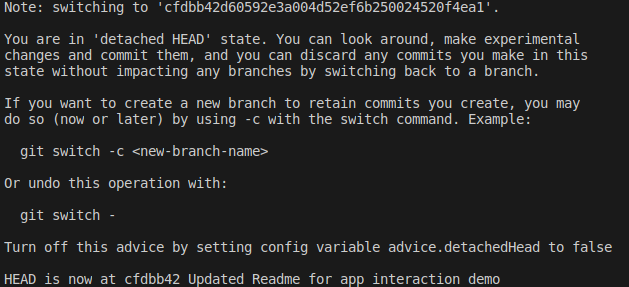 Note: switching to 'cfdbb42d60592e3a004d52ef6b250024520f4ea1'.
You are in 'detached HEAD' state. You can look around, make experimental
changes and commit them, and you can discard any commits you make in this
state without impacting any branches by switching back to a branch.
If you want to create a new branch to retain commits you create, you may
do so (now or later) by using -c with the switch command. Example:
git switch -c <new-branch-name>
Or undo this operation with:
git switch -
Turn off this advice by setting config variable advice.detachedHead to false
HEAD is now at cfdbb42 Updated Readme for app interaction demo